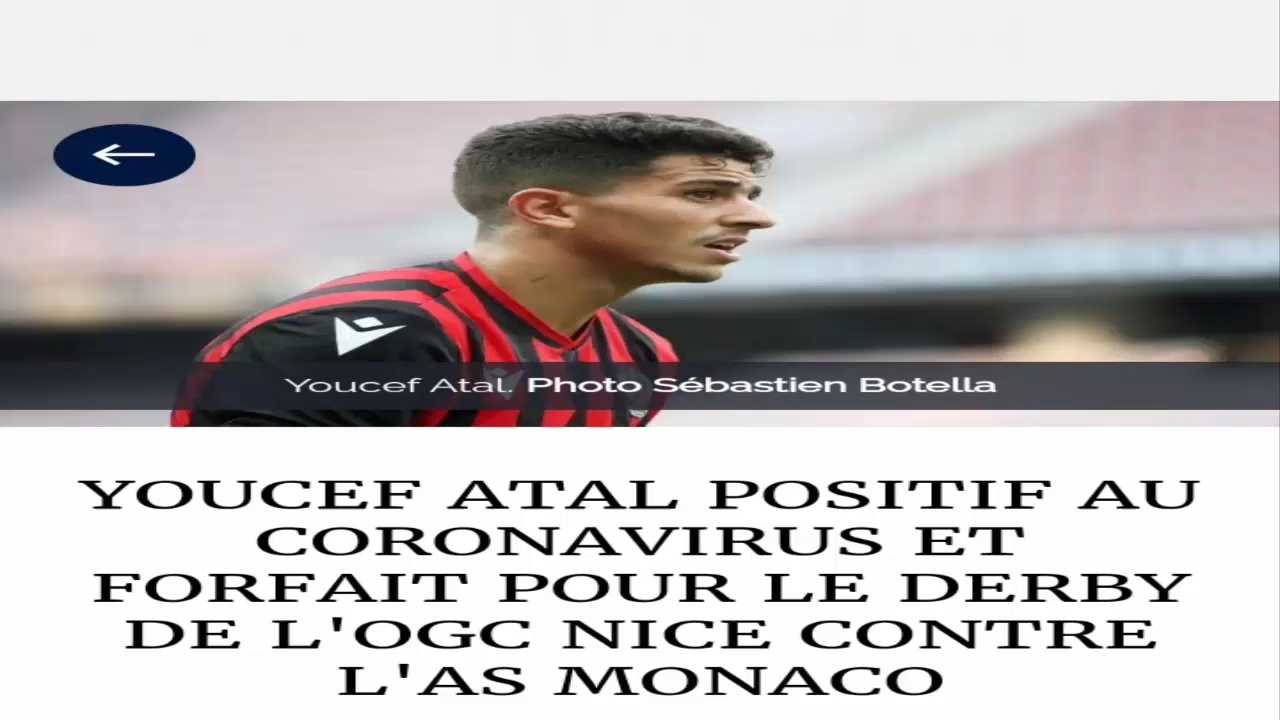 Youcef Atal. Photo Sébastien Botella
YOUCEF ATAL POSITIF AU
CORONAVIRUS ET
FORFAIT POUR LE DERBY
DE L'OGC NICE CONTRE
L'AS MONACO